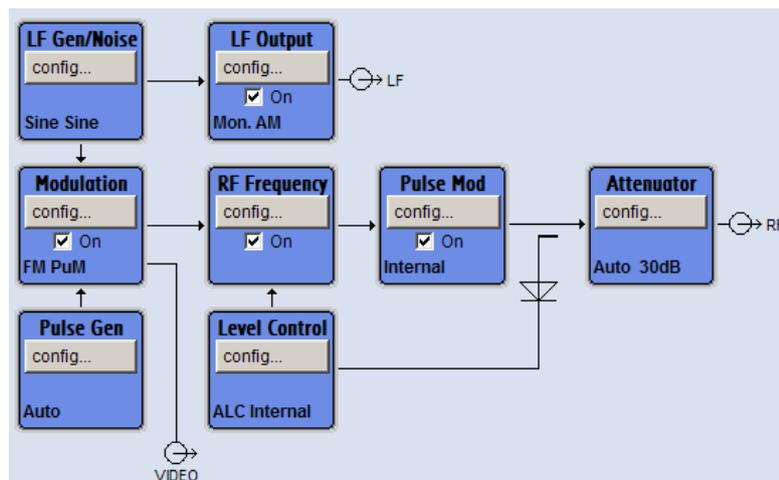 LF Gen/Noise
config...
Sine Sine
LF Output
config...
On
Mon. AM
LF
Modulation
config...
On
FM PuM
RF Frequency
config...
On
Pulse Mod
config...
On
Internal
Attenuator
config...
Auto 30dB
RF
Pulse Gen
config...
Auto
Level Control
config...
ALC Internal
VIDEO